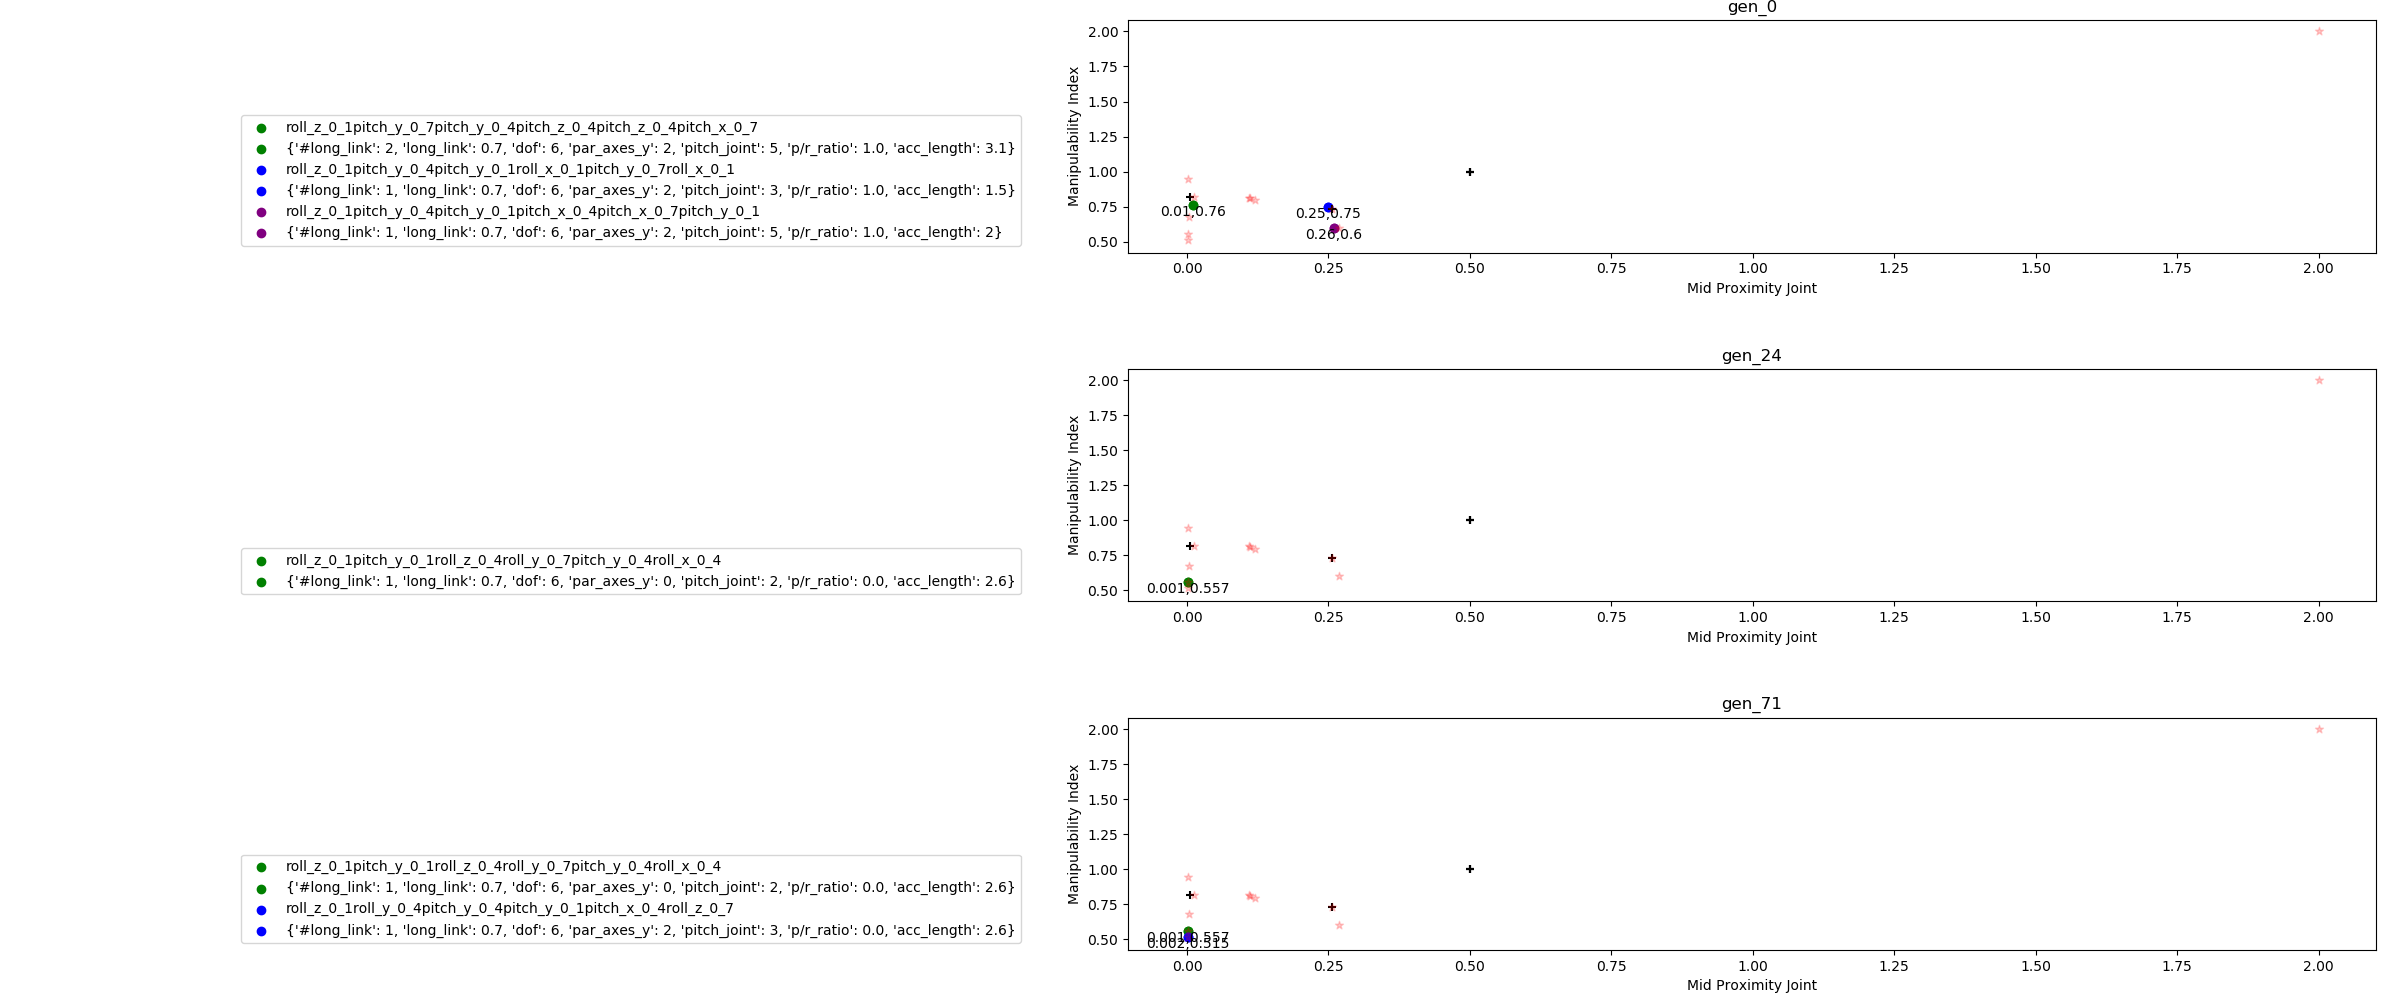 gen_0
roll_z_0_1pitch_y_0_7pitch_y_0_4pitch_z_0_4pitch_z_0_4pitch_x_0_7
{'#long_link': 2, 'long_link': 0.7, 'dof': 6, 'par_axes_y': 2, 'pitch_joint': 5, 'p/r_ratio': 1.0, 'acc_length': 3.1}
roll_z_0_1pitch_y_0_4pitch_y_0_1roll_x_0_1pitch_y_0_7roll_x_0_1
{'#long_link': 1, 'long_link': 0.7, 'dof': 6, 'par_axes_y': 2, 'pitch_joint': 3, 'p/r_ratio': 1.0, 'acc_length': 1.5}
roll_z_0_1pitch_y_0_4pitch_y_0_1pitch_x_0_4pitch_x_0_7pitch_y_0_1
{'#long_link': 1, 'long_link': 0.7, 'dof': 6, 'par_axes_y': 2, 'pitch_joint': 5, 'p/r_ratio': 1.0, 'acc_length': 2}
Manipulability Index
2.00
1.75
1.50
1.25
1.00
0.75
0.50
0.01,0.76
0.25,0.75
0.26,0.6
0.00 0.25 0.50 0.75 1.00 1.25 1.50 1.75 2.00
Mid Proximity Joint
gen_24
roll_z_0_1pitch_y_0_1roll_z_0_4roll_y_0_7pitch_y_0_4roll_x_0_4
{'#long_link': 1, 'long_link': 0.7, 'dof': 6, 'par_axes_y': 0, 'pitch_joint': 2, 'p/r_ratio': 0.0, 'acc_length': 2.6}
Manipulability Index
2.00
1.75
1.50
1.25
1.00
0.75
0.50
0.001,0.557
0.00 0.25 0.50 0.75 1.00 1.25 1.50 1.75 2.00
Mid Proximity Joint
gen_71
roll_z_0_1pitch_y_0_1roll_z_0_4roll_y_0_7pitch_y_0_4roll_x_0_4
{'#long_link': 1, 'long_link': 0.7, 'dof': 6, 'par_axes_y': 0, 'pitch_joint': 2, 'p/r_ratio': 0.0, 'acc_length': 2.6}
roll_z_0_1roll_y_0_4pitch_y_0_4pitch_y_0_1pitch_x_0_4roll_z_0_7
{'#long_link': 1, 'long_link': 0.7, 'dof': 6, 'par_axes_y': 2, 'pitch_joint': 3, 'p/r_ratio': 0.0, 'acc_length': 2.6}
Manipulability Index
2.00
1.75
1.50
1.25
1.00
0.75
0.50
0.001,0.557
0.002,0.515
0.00 0.25 0.50 0.75 1.00 1.25 1.50 1.75 2.00
Mid Proximity Joint